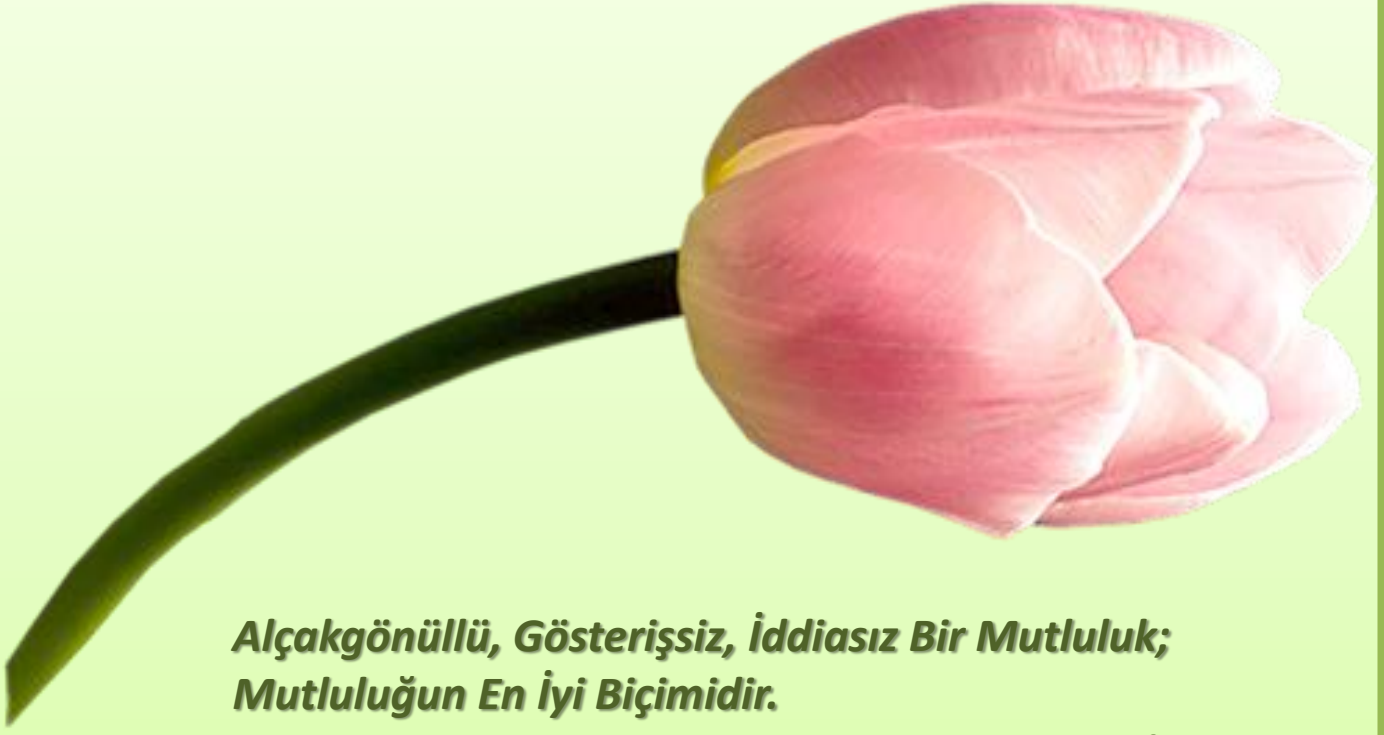 Alçakgönüllü, Gösterişsiz, İddiasız Bir Mutluluk;
Mutluluğun En İyi Biçimidir.